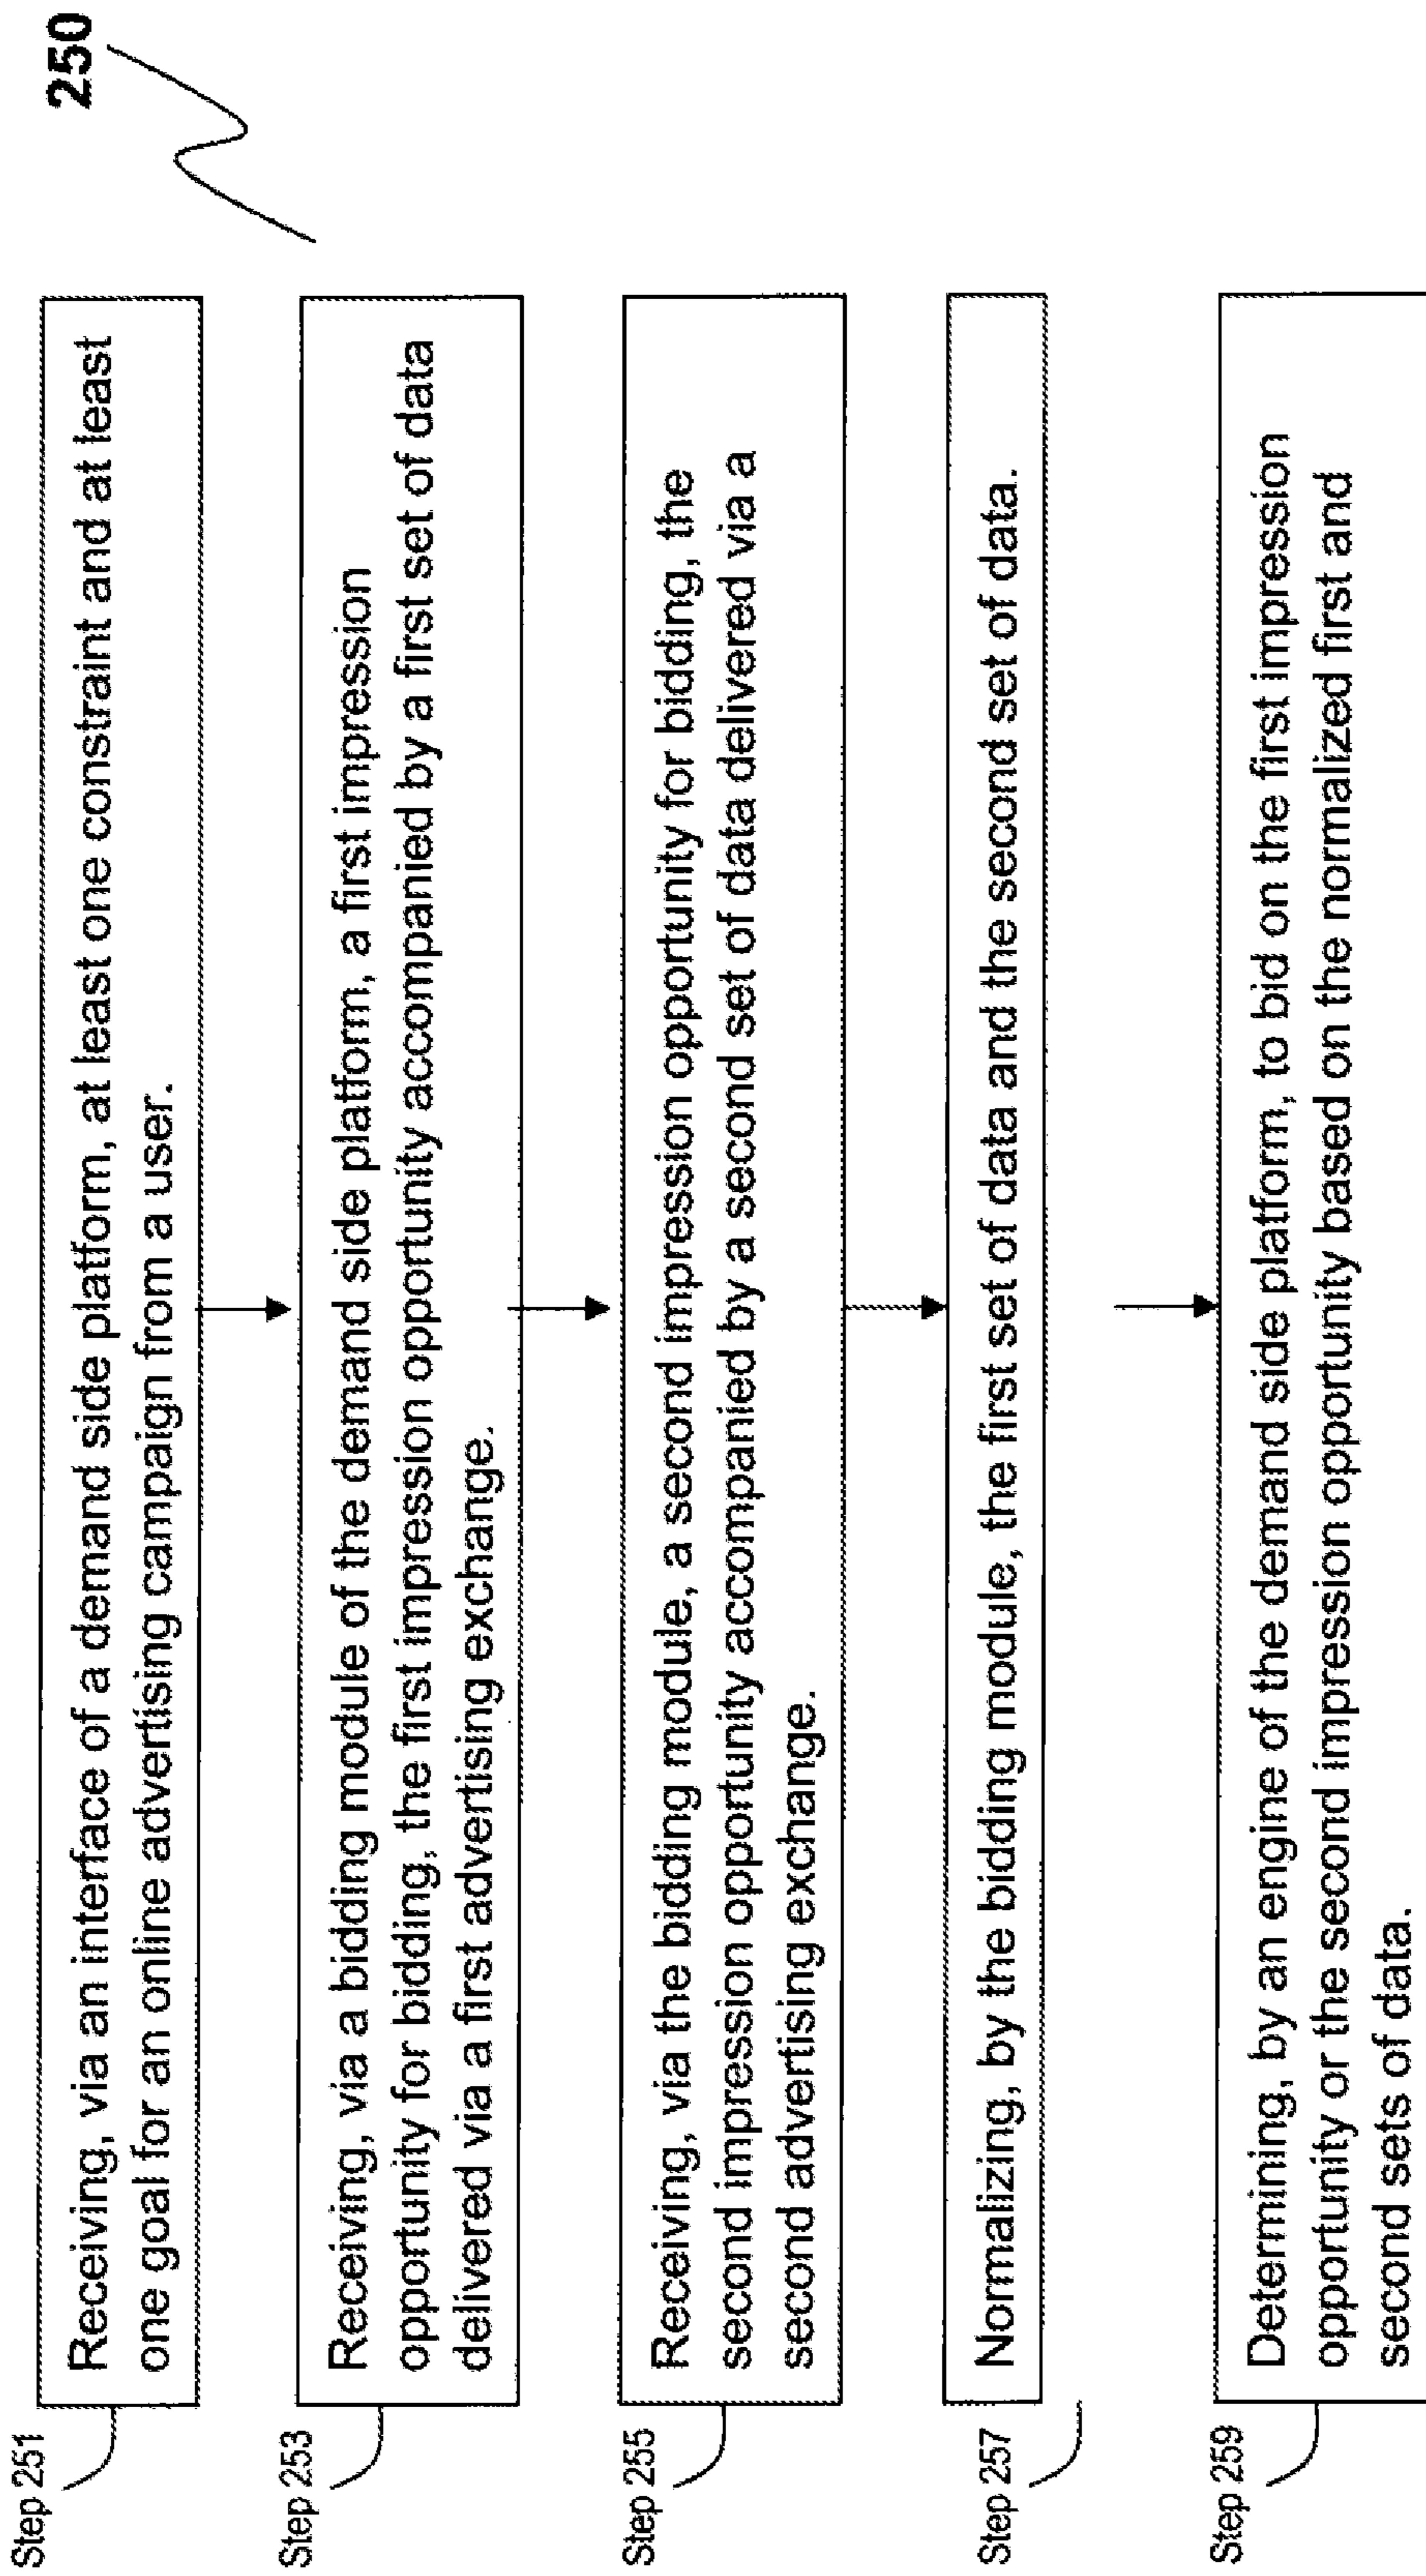 250
Step 251
Receiving, via an interface of a demand side platform, at least one constraint and at least
one goal for an online advertising campaign from a user.
Step 253
Receiving, via a bidding module of the demand side platform, a first impression
opportunity for bidding, the first impression opportunity accompanied by a first set of data
delivered via a first advertising exchange.
Step 255
Receiving, via the bidding module, a second impression opportunity for bidding, the
second impression opportunity accompanied by a second set of data delivered via a
second advertising exchange.
Step 257
Normalizing, by the bidding module, the first set of data and the second set of data.
Step 259
Determining, by an engine of the demand side platform, to bid on the first impression
opportunity or the second impression opportunity based on the normalized first and
second sets of data.